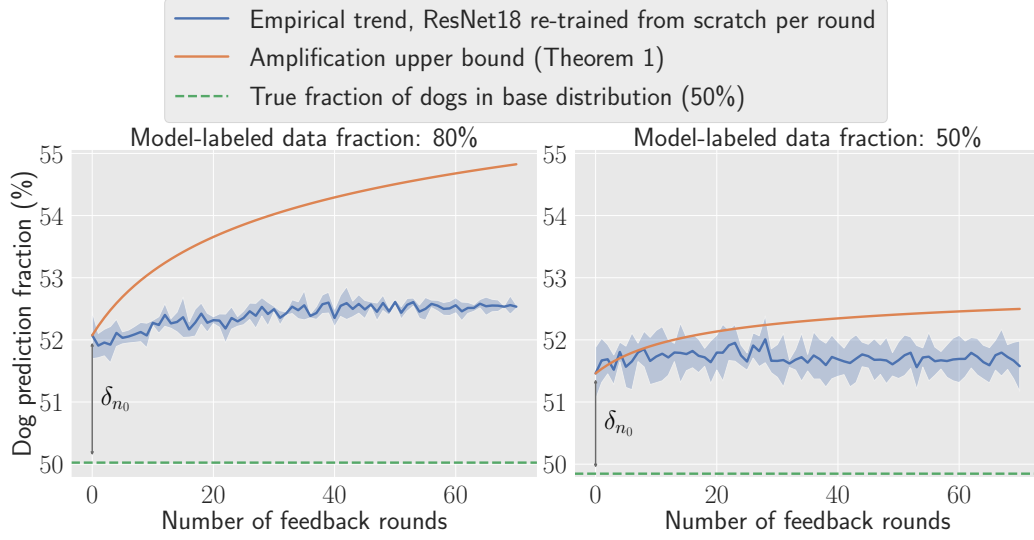 Empirical trend, ResNet18 re-trained from scratch per round
Amplification upper bound (Theorem 1)
True fraction of dogs in base distribution (50%)
Model-labeled data fraction: 80%
Dog prediction fraction (%)
55
54
53
52
51
50
δn₀
0 20 40 60
Number of feedback rounds
Model-labeled data fraction: 50%
55
54
53
52
51
50
δn₀
0 20 40 60
Number of feedback rounds